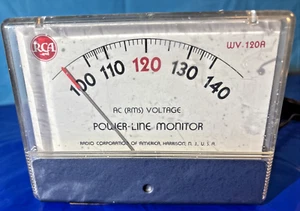 RCA
WV-120A
100 110 120 130 140
AC (RMS) VOLTAGE
POWER-LINE MONITOR
RADIO CORPORATION OF AMERICA, HARRISON, N. J., U. S. A.